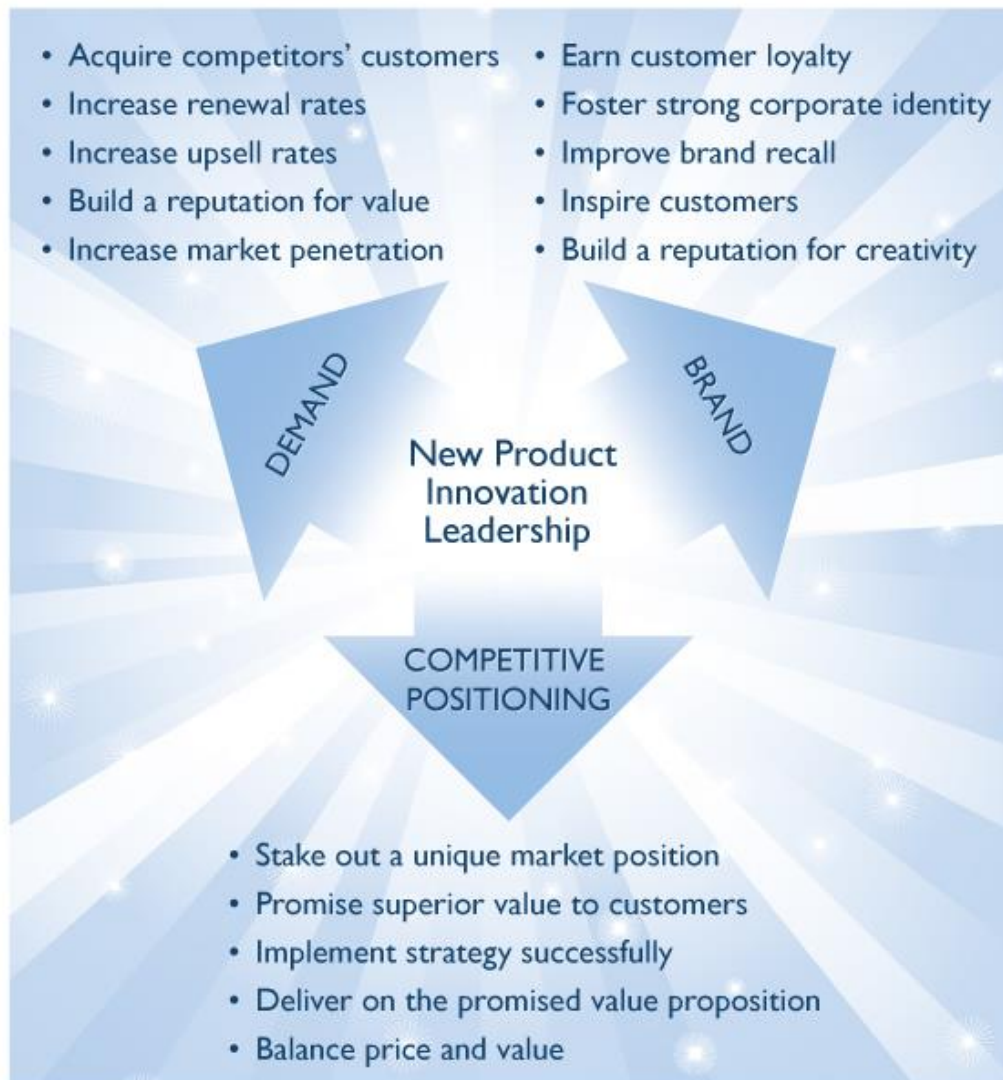 • Acquire competitors’ customers
• Increase renewal rates
• Increase upsell rates
• Build a reputation for value
• Increase market penetration
• Earn customer loyalty
• Foster strong corporate identity
• Improve brand recall
• Inspire customers
• Build a reputation for creativity
DEMAND
BRAND
New Product
Innovation
Leadership
COMPETITIVE
POSITIONING
• Stake out a unique market position
• Promise superior value to customers
• Implement strategy successfully
• Deliver on the promised value proposition
• Balance price and value